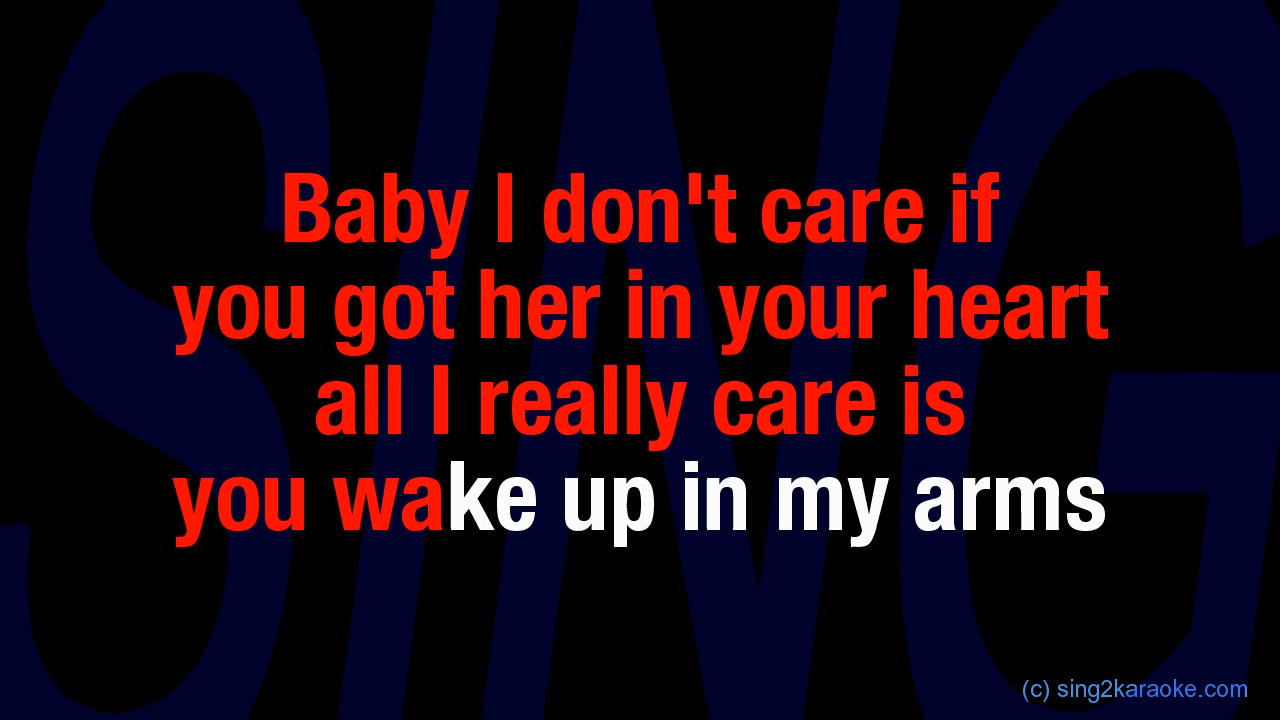 SING
Baby I don't care if
you got her in your heart
all I really care is
you wake up in my arms
(c) sing2karaoke.com